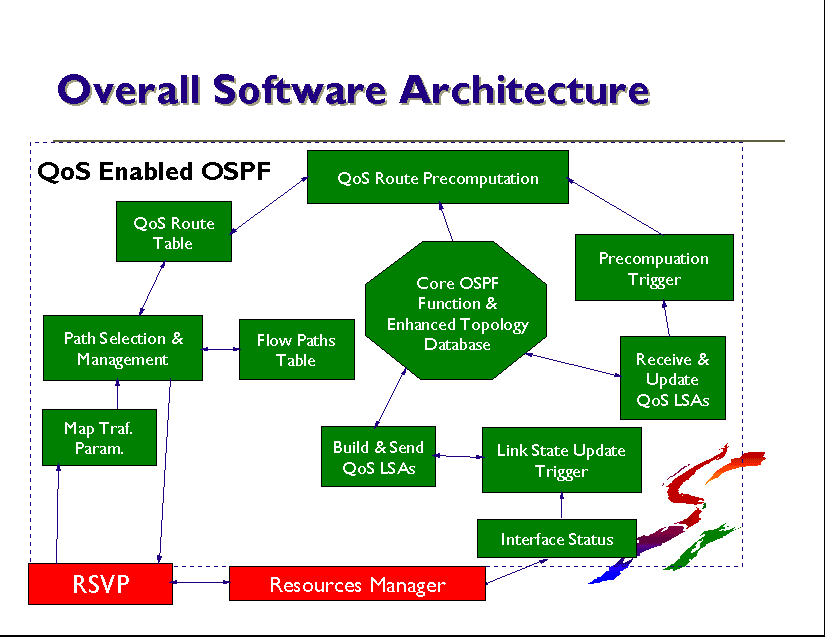 Overall Software Architecture
QoS Enabled OSPF
QoS Route Precomputation
QoS Route
Table
Precompuation
Trigger
Core OSPF
Function &
Enhanced Topology
Database
Path Selection &
Management
Flow Paths
Table
Receive &
Update
QoS LSAs
Map Traf.
Param.
Build & Send
QoS LSAs
Link State Update
Trigger
Interface Status
RSVP
Resources Manager